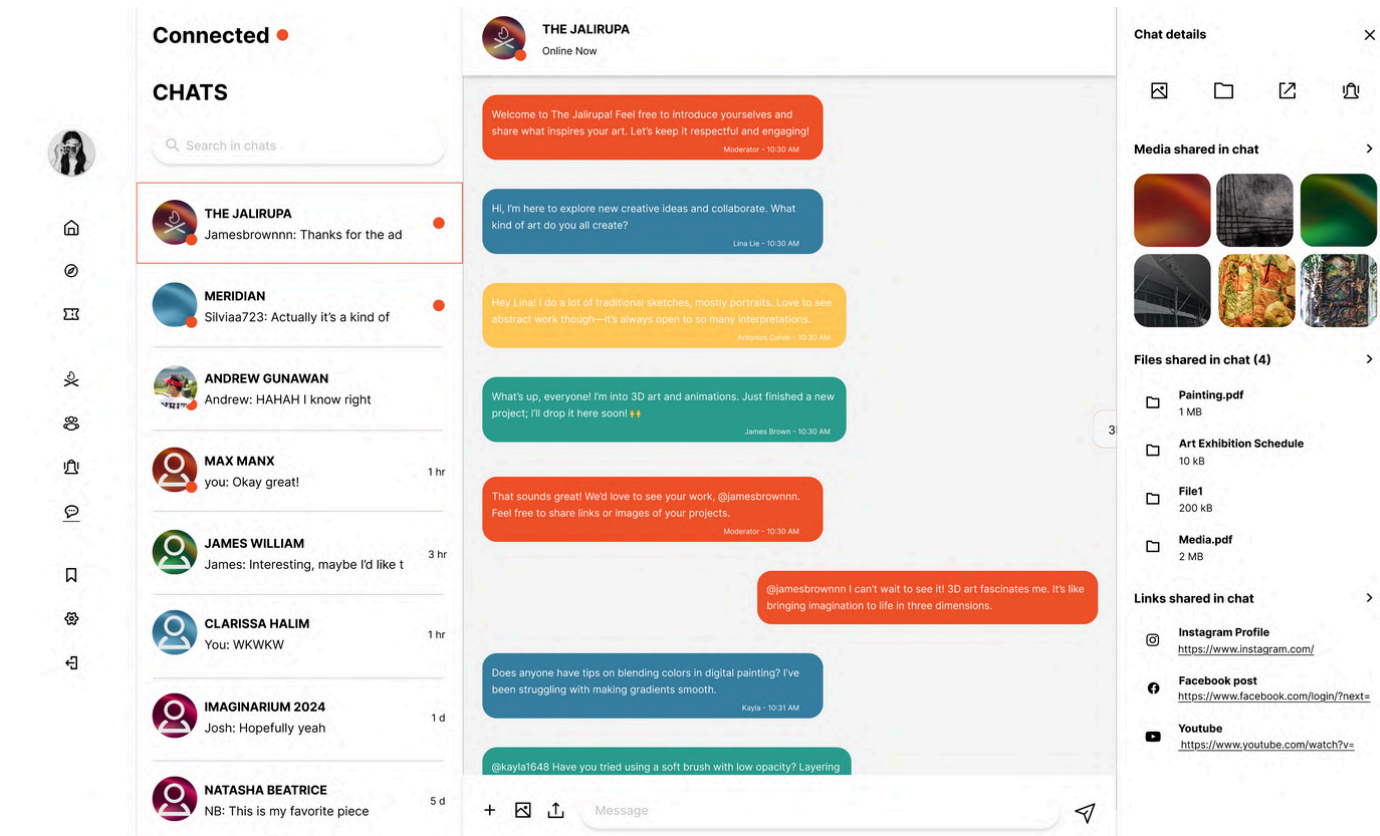 Connected
CHATS
Search in chats
THE JALIRUPA
Jamesbrownnn: Thanks for the ad
MERIDIAN
Silviaa723: Actually it's a kind of
ANDREW GUNAWAN
Andrew: HAHAH I know right
MAX MANX
you: Okay great!
1 hr
JAMES WILLIAM
James: Interesting, maybe I'd like t
3 hr
CLARISSA HALIM
You: WKWKW
1 hr
IMAGINARIUM 2024
Josh: Hopefully yeah
1 d
NATASHA BEATRICE
NB: This is my favorite piece
5 d
THE JALIRUPA
Online Now
Welcome to The Jalirupa! Feel free to introduce yourselves and
share what inspires your art. Let's keep it respectful and engaging!
Moderator - 10:30 AM
Hi, I'm here to explore new creative ideas and collaborate. What
kind of art do you all create?
Lina Lie - 10:30 AM
Hey Lina! I do a lot of traditional sketches, mostly portraits. Love to see
abstract work though—it's always open to so many interpretations.
Antonius Calvin - 10:30 AM
What's up, everyone! I'm into 3D art and animations. Just finished a new
project; I'll drop it here soon! 🙌
James Brown - 10:30 AM
That sounds great! We'd love to see your work, @jamesbrownnn.
Feel free to share links or images of your projects.
Moderator - 10:30 AM
@jamesbrownnn I can't wait to see it! 3D art fascinates me. It's like
bringing imagination to life in three dimensions.
Does anyone have tips on blending colors in digital painting? I've
been struggling with making gradients smooth.
Kayla - 10:31 AM
@kayla1648 Have you tried using a soft brush with low opacity? Layering
Message
Chat details
Media shared in chat
Files shared in chat (4)
Painting.pdf
1 MB
Art Exhibition Schedule
10 kB
File1
200 kB
Media.pdf
2 MB
Links shared in chat
Instagram Profile
https://www.instagram.com/
Facebook post
https://www.facebook.com/login/?next=
Youtube
https://www.youtube.com/watch?v=